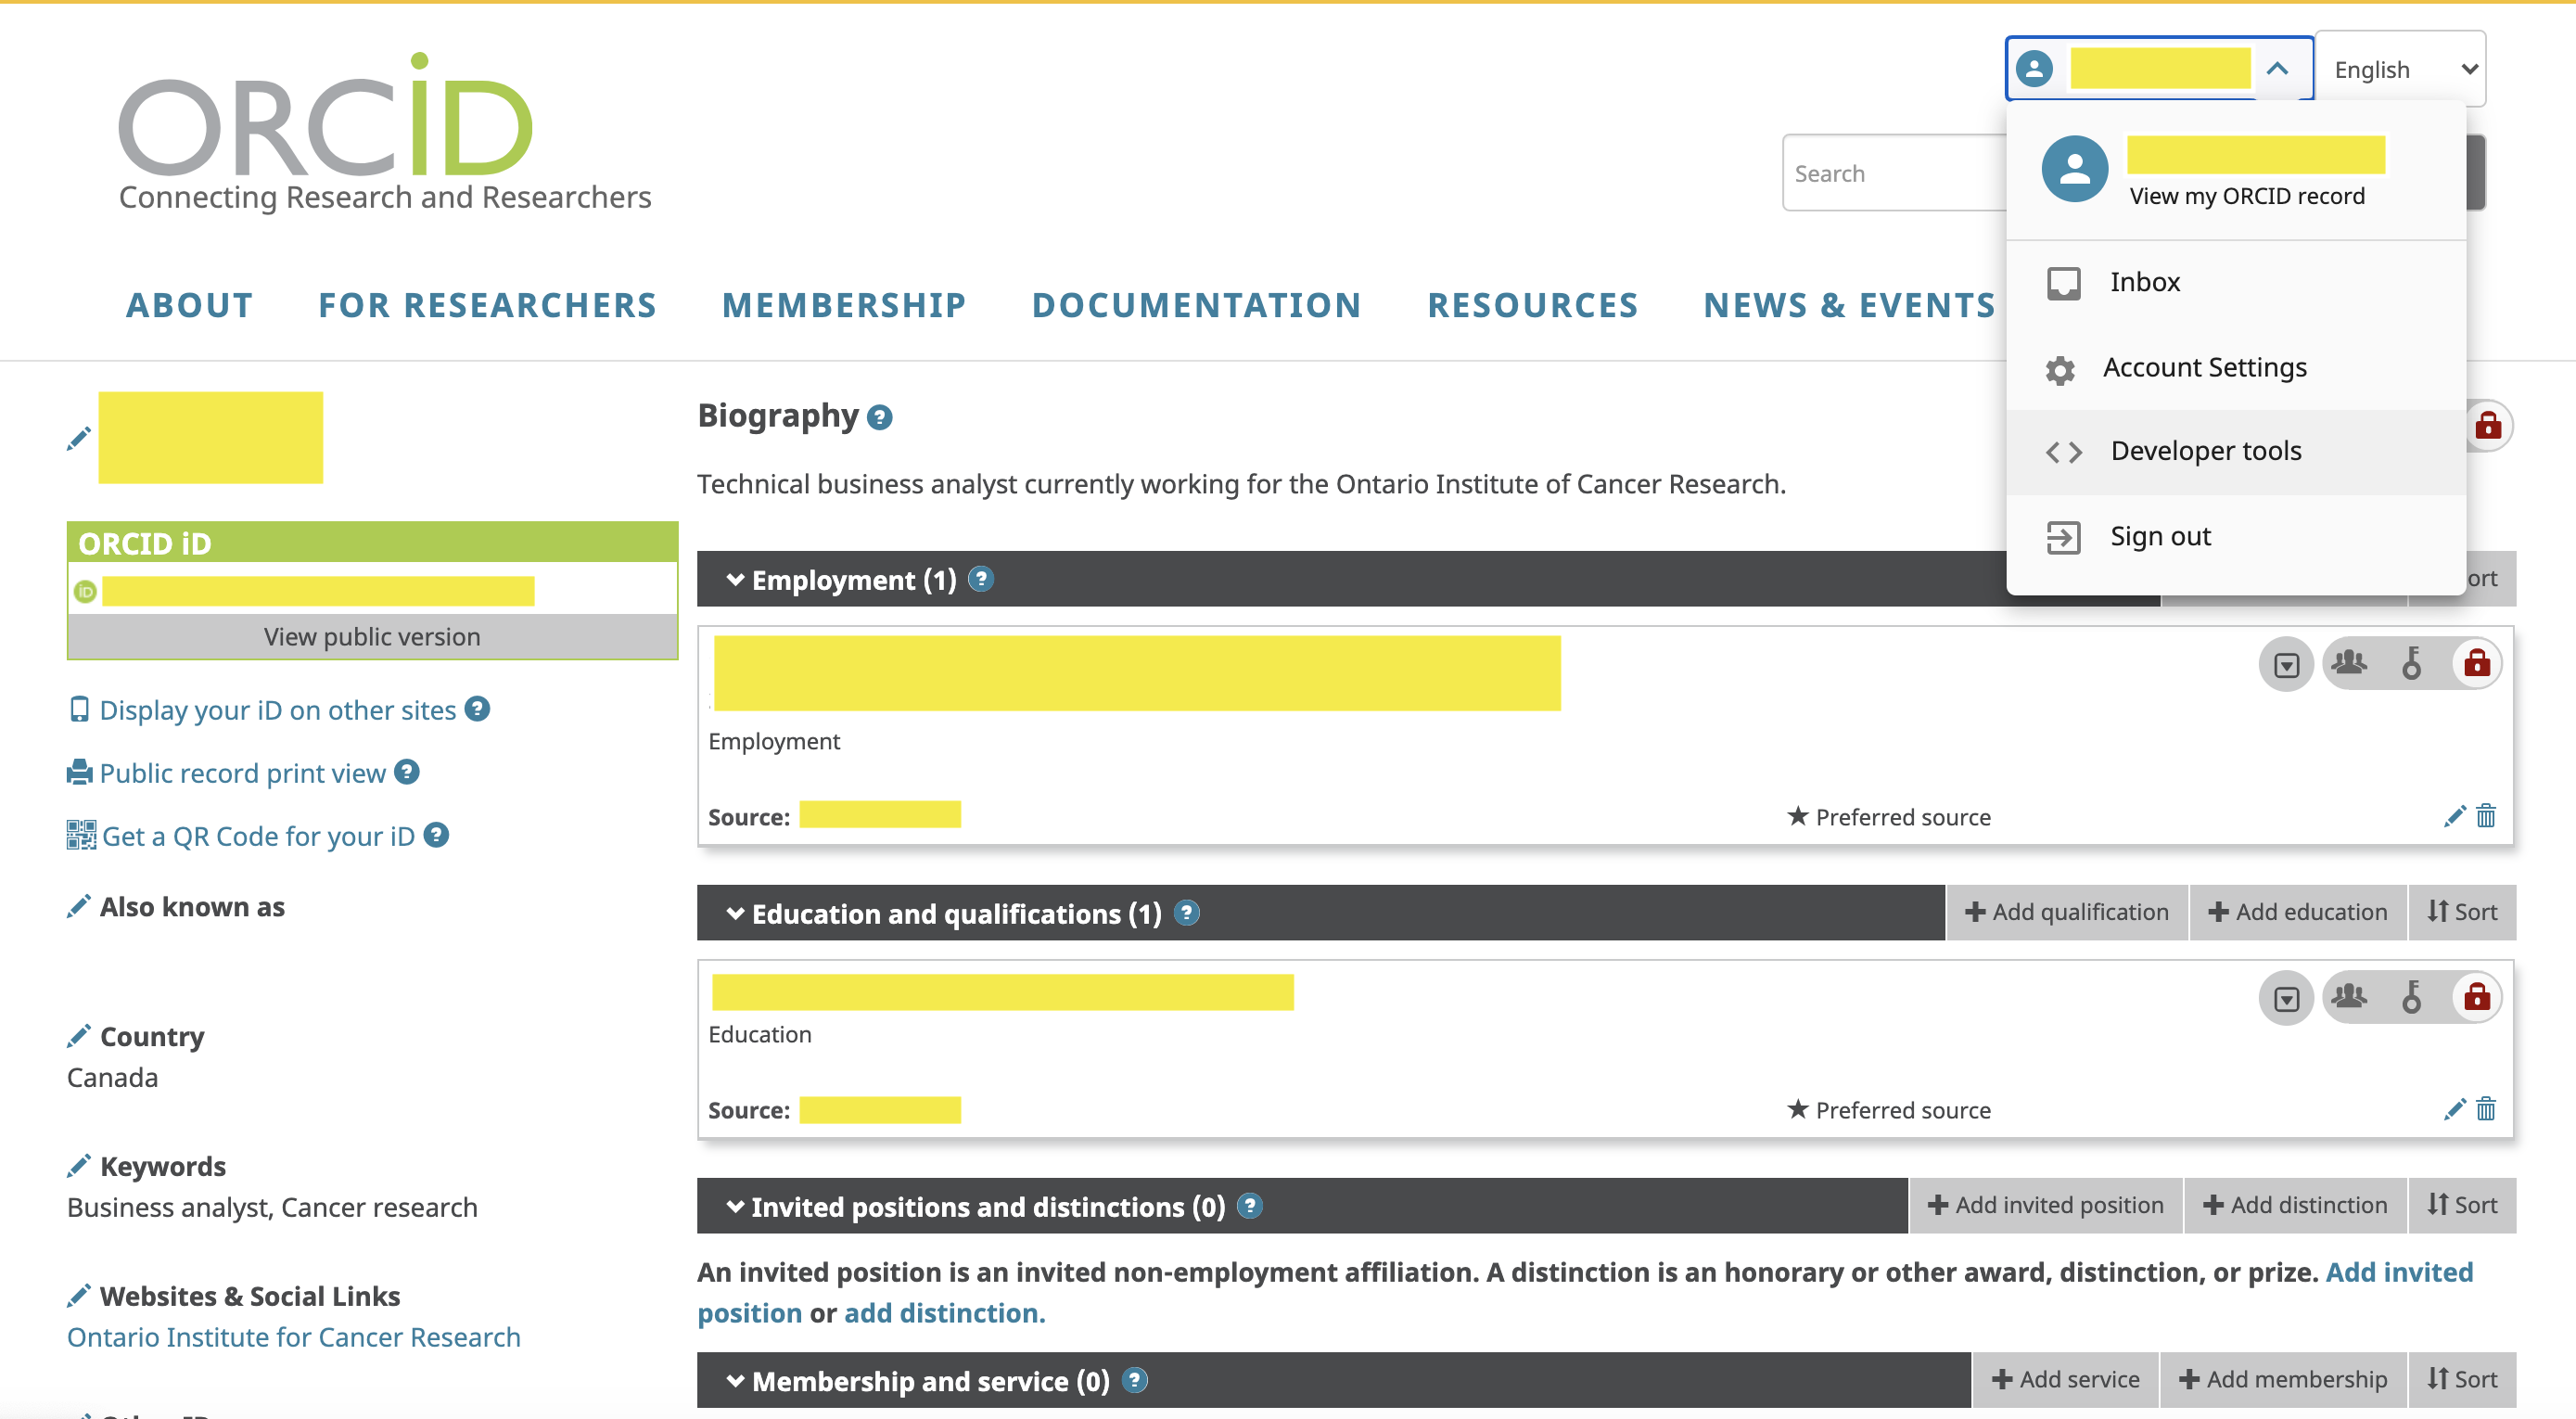 ORCID
Connecting Research and Researchers
English
Search
View my ORCID record
Inbox
Account Settings
Developer tools
Sign out
ABOUT
FOR RESEARCHERS
MEMBERSHIP
DOCUMENTATION
RESOURCES
NEWS & EVENTS
ORCID iD
iD
View public version
Display your iD on other sites
Public record print view
Get a QR Code for your iD
Also known as
Country
Canada
Keywords
Business analyst, Cancer research
Websites & Social Links
Ontario Institute for Cancer Research
Biography
Technical business analyst currently working for the Ontario Institute of Cancer Research.
Employment (1)
Employment
Source:
Preferred source
Education and qualifications (1)
Add qualification
Add education
Sort
Education
Source:
Preferred source
Invited positions and distinctions (0)
Add invited position
Add distinction
Sort
An invited position is an invited non-employment affiliation. A distinction is an honorary or other award, distinction, or prize. Add invited
position or add distinction.
Membership and service (0)
Add service
Add membership
Sort